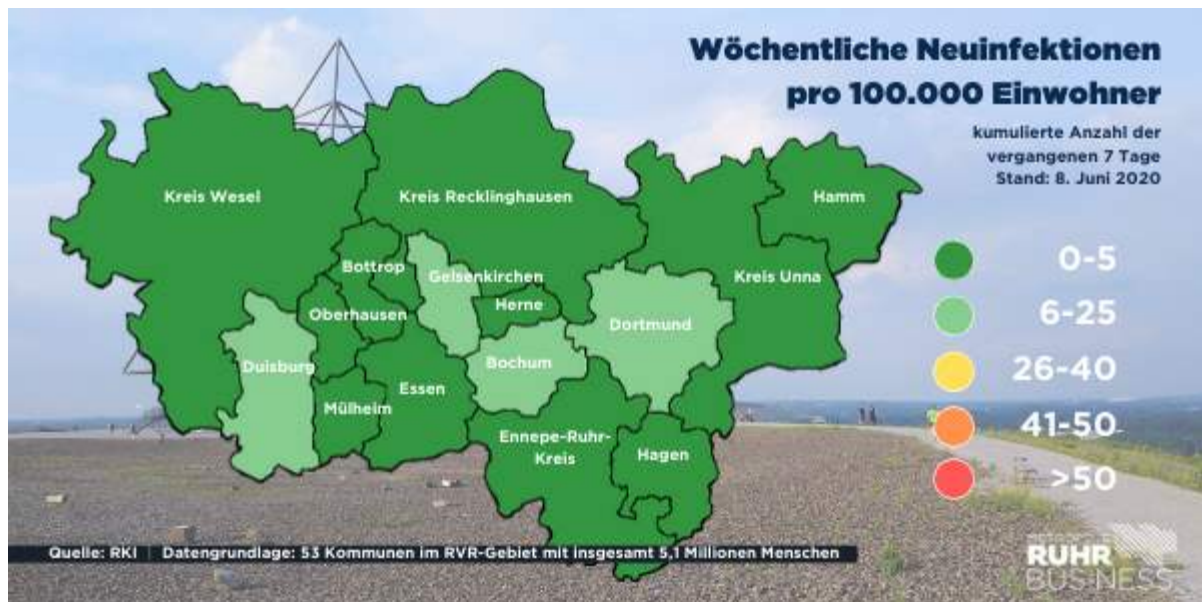 Wöchentliche Neuinfektionen
pro 100.000 Einwohner
kumulierte Anzahl der
vergangenen 7 Tage
Stand: 8. Juni 2020
Kreis Wesel
Kreis Recklinghausen
Hamm
Bottrop
Gelsenkirchen
Kreis Unna
Oberhausen
Herne
Dortmund
Duisburg
Bochum
Essen
Mülheim
Ennepe-Ruhr-
Kreis
Hagen
0-5
6-25
26-40
41-50
>50
Quelle: RKI | Datengrundlage: 53 Kommunen im RVR-Gebiet mit insgesamt 5,1 Millionen Menschen
RUHR
BUSINESS